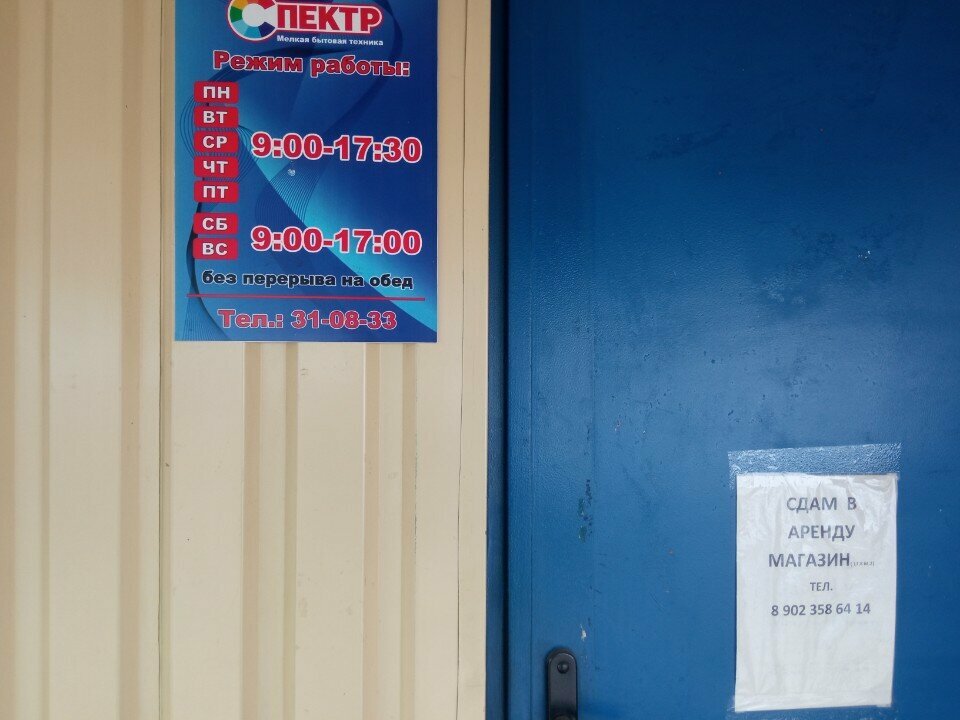 СПЕКТР
Мелкая бытовая техника
Режим работы:
ПН
ВТ
СР
ЧТ
ПТ
9:00-17:30
СБ
ВС
9:00-17:00
без перерыва на обед
Тел.: 31-08-33
СДАМ В
АРЕНДУ
МАГАЗИН
ТЕЛ.
8 902 358 64 14